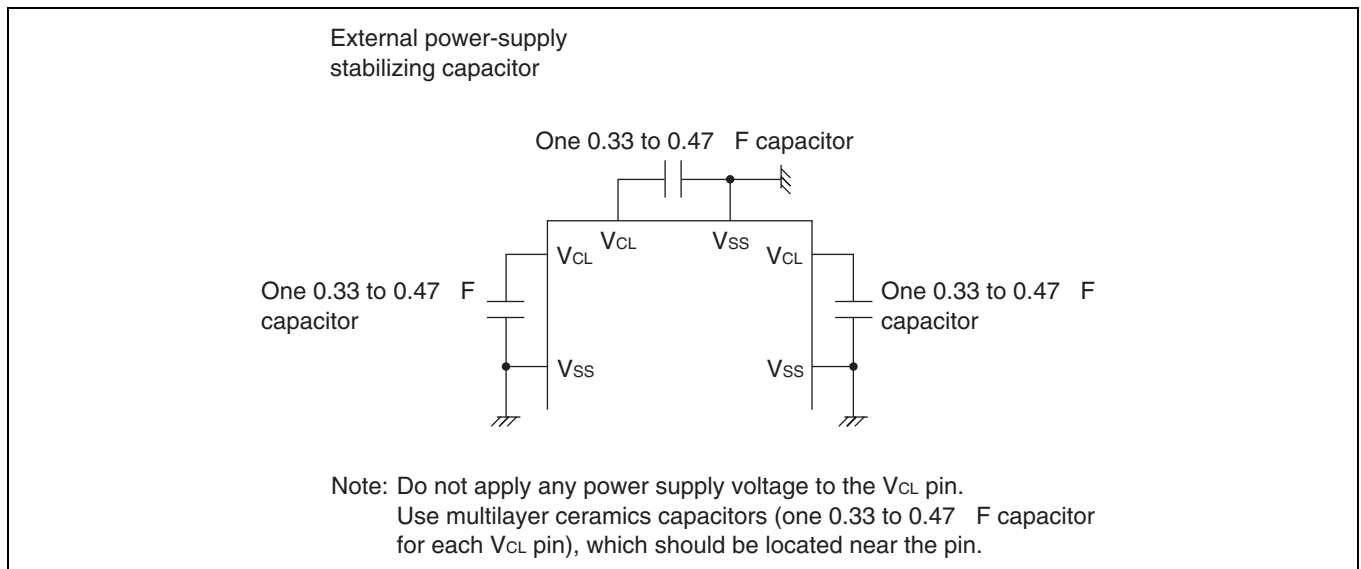 External power-supply
stabilizing capacitor
One 0.33 to 0.47 F capacitor
VCL
VSS
VCL
VCL
One 0.33 to 0.47 F
capacitor
One 0.33 to 0.47 F
capacitor
VSS
VSS
Note: Do not apply any power supply voltage to the VCL pin.
Use multilayer ceramics capacitors (one 0.33 to 0.47 F capacitor
for each VCL pin), which should be located near the pin.